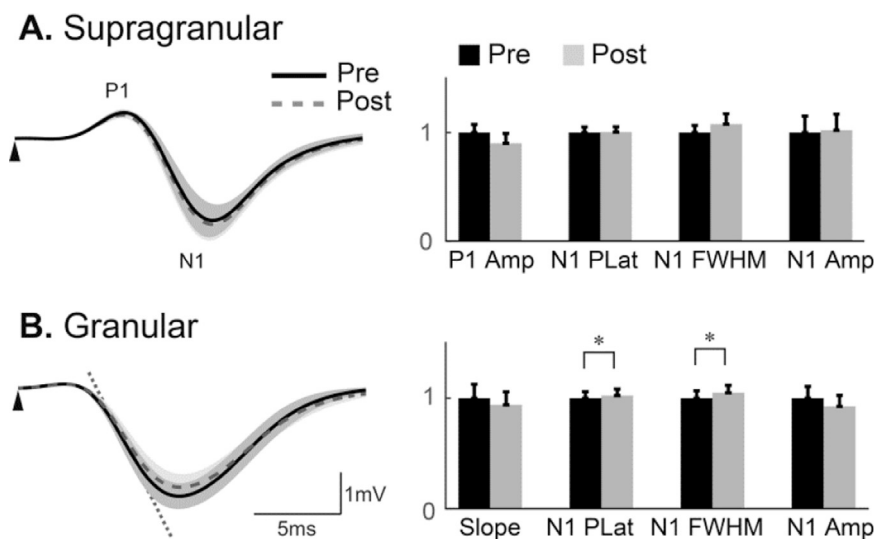 A. Supragranular
P1
Pre
Post
N1
Pre Post
1
0
P1 Amp N1 PLat N1 FWHM N1 Amp
B. Granular
1mV
5ms
* *
1
0
Slope N1 PLat N1 FWHM N1 Amp